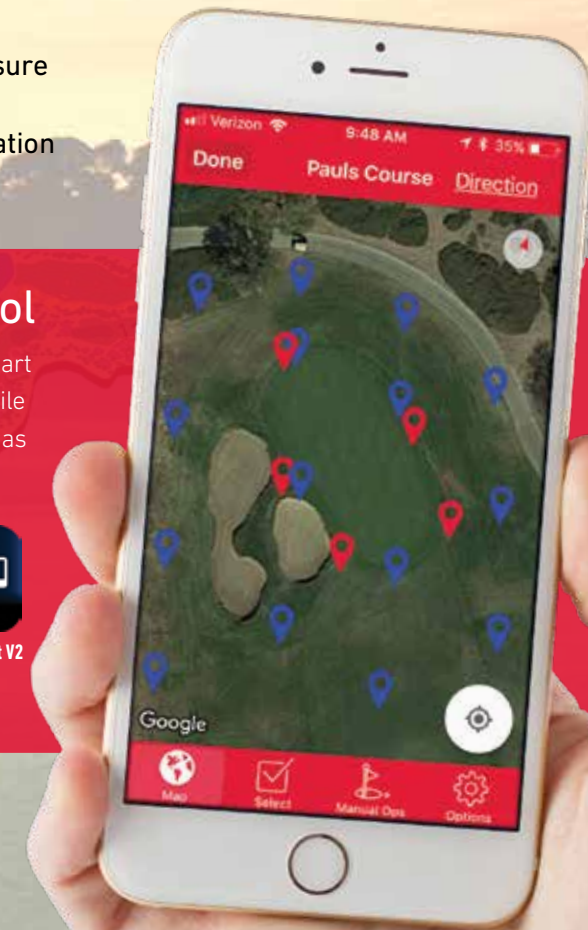 sure
ation
ol
art
ile
as
t V2
Verizon 9:48 AM 35%
Done Pauls Course Direction
Google
Map Select Manual Ops Options